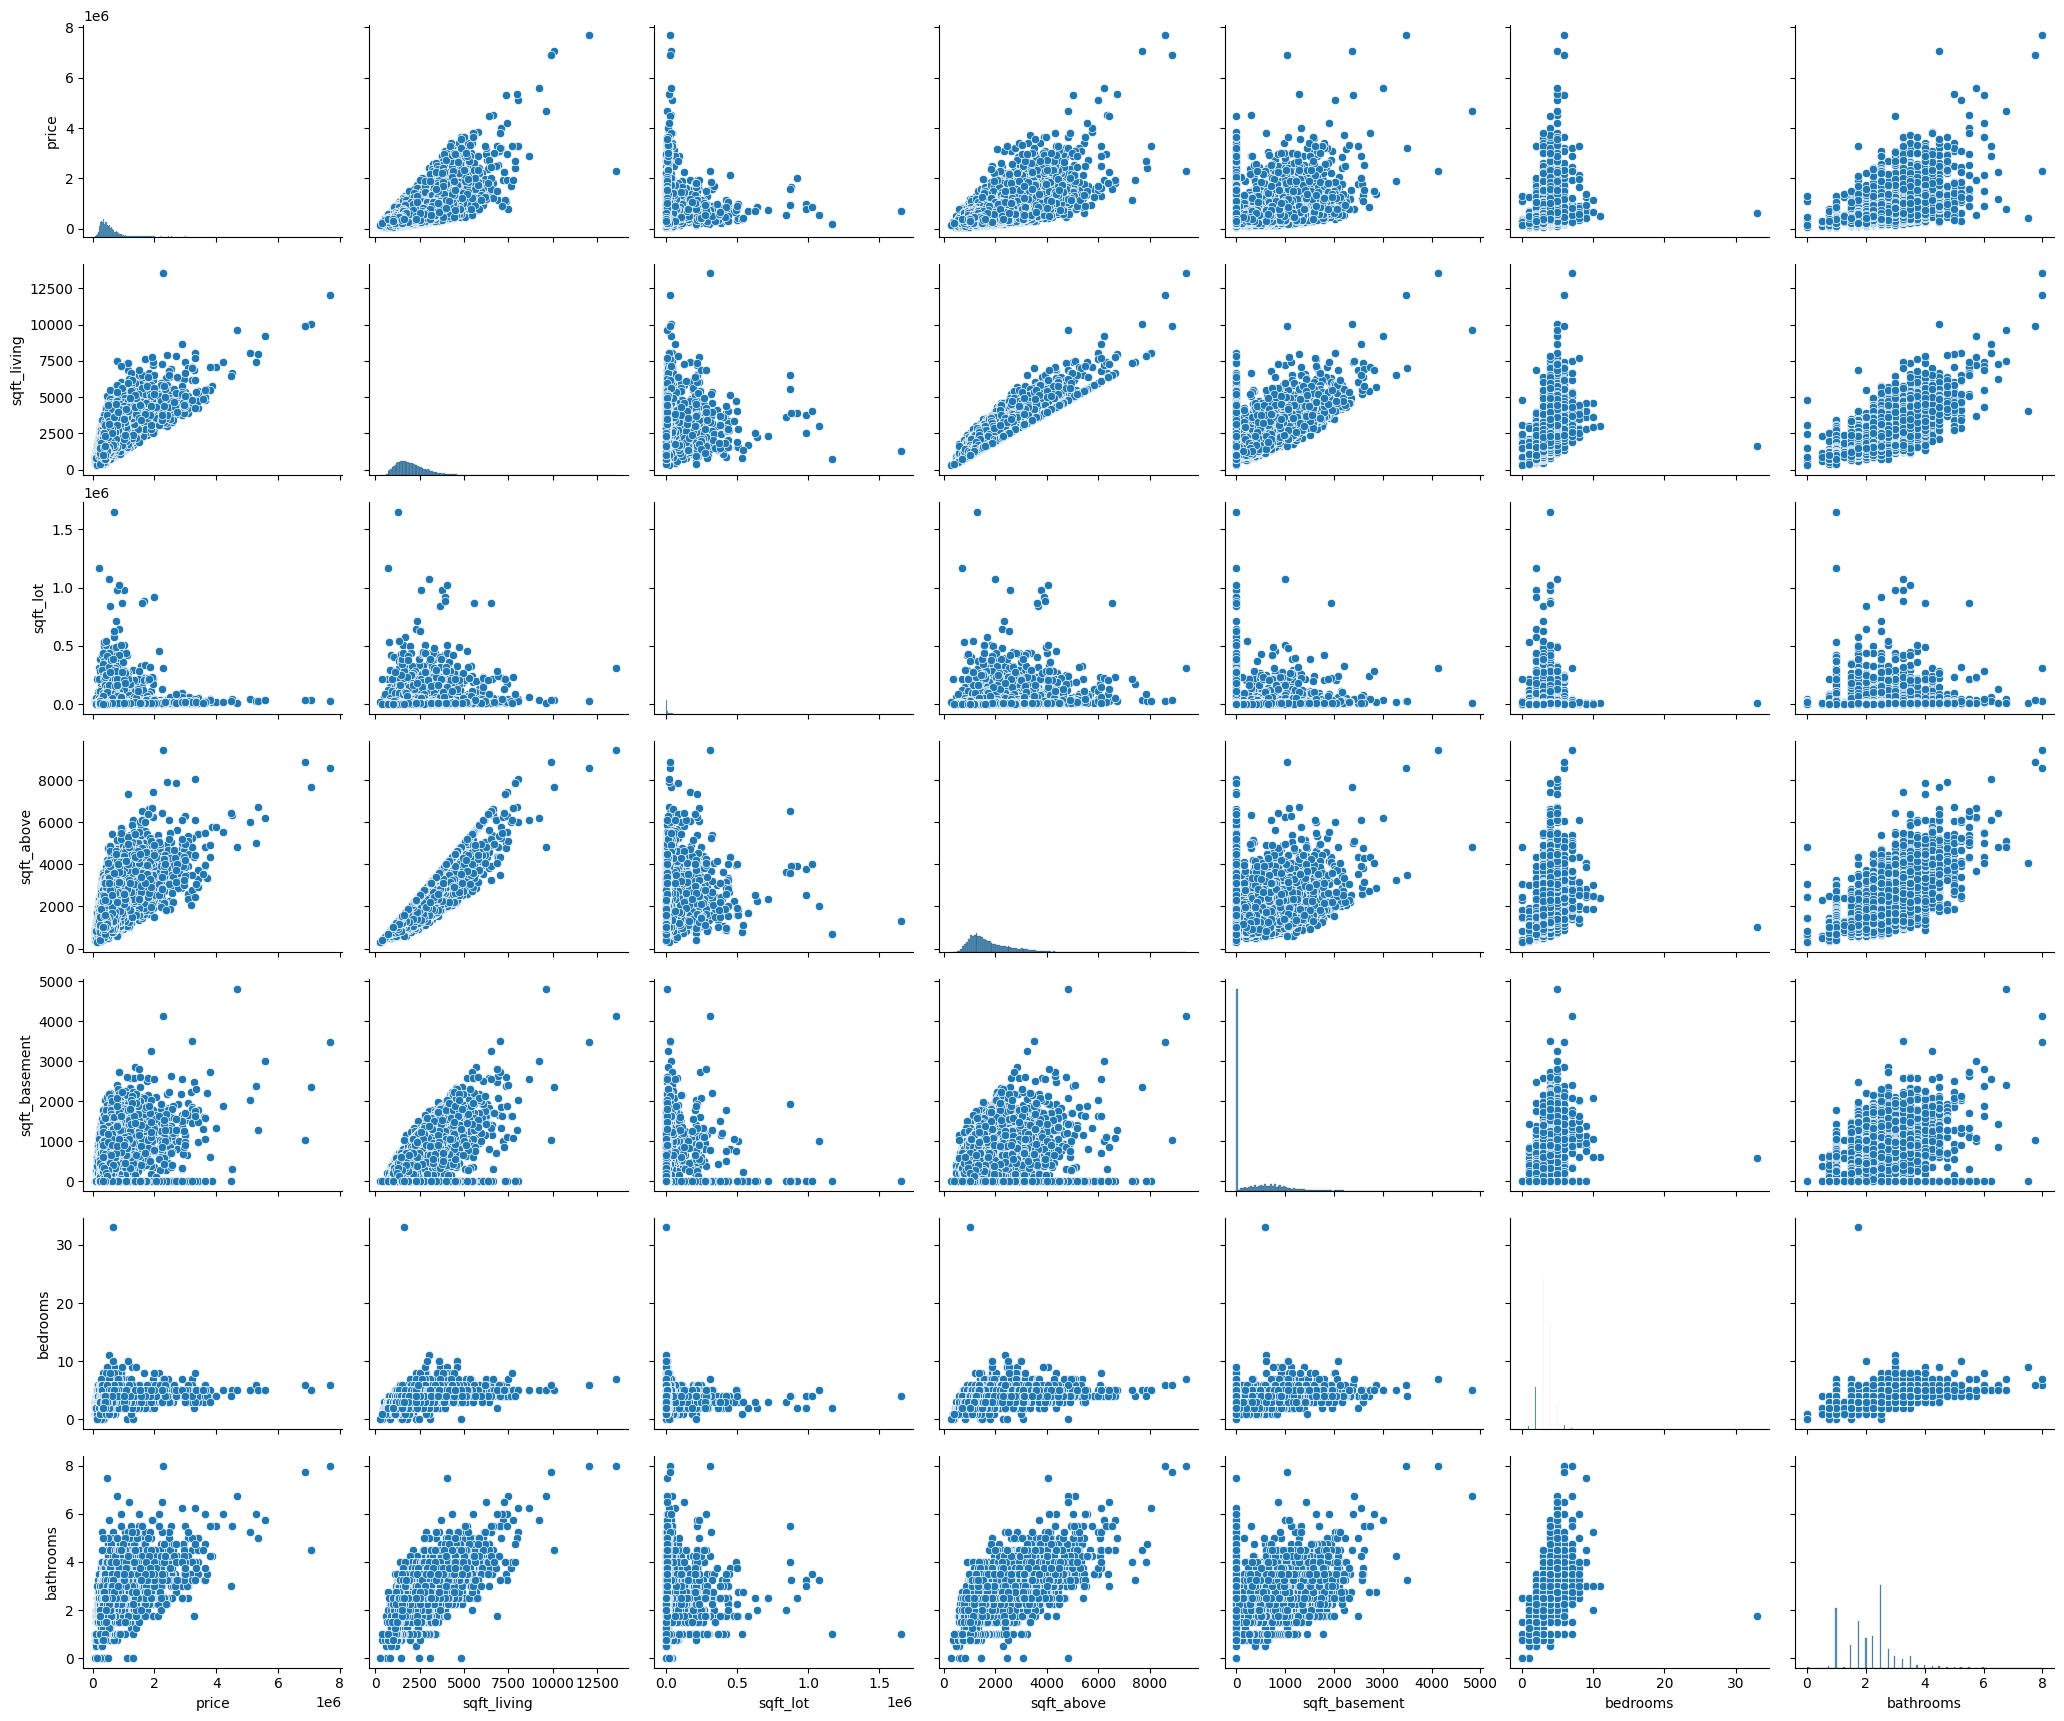 1e6
8
6
4
2
0
price
12500
10000
7500
5000
2500
0
sqft_living
1e6
1.5
1.0
0.5
0.0
sqft_lot
8000
6000
4000
2000
0
sqft_above
5000
4000
3000
2000
1000
0
sqft_basement
30
20
10
0
bedrooms
8
6
4
2
0
bathrooms
0 2 4 6 8
1e6
price
0 2500 5000 7500 10000 12500
sqft_living
0.0 0.5 1.0 1.5
1e6
sqft_lot
0 2000 4000 6000 8000
sqft_above
0 1000 2000 3000 4000 5000
sqft_basement
0 10 20 30
bedrooms
0 2 4 6 8
bathrooms